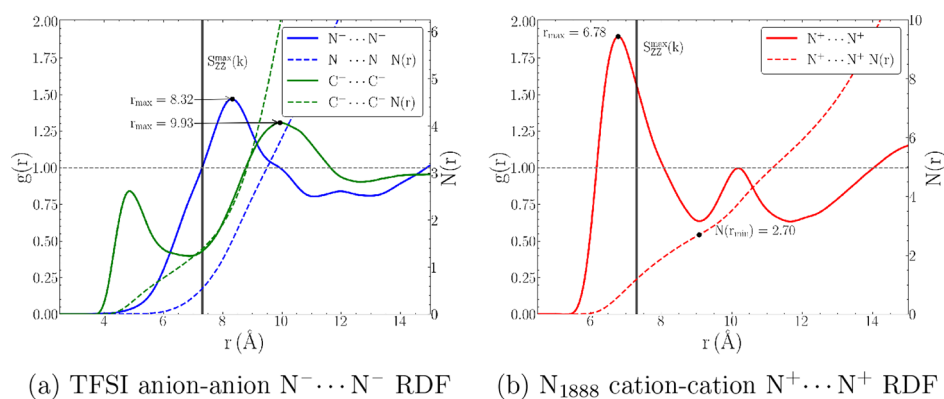 2.00
1.75
1.50
1.25
1.00
0.75
0.50
0.25
0.00
g(r)
4
6
8
10
12
14
r (Å)
6
5
4
3
2
1
0
N(r)
S_ZZ^max(k)
r_max = 8.32
r_max = 9.93
N⁻···N⁻
N N N(r)
C⁻···C⁻
C⁻···C⁻ N(r)
(a) TFSI anion-anion N⁻···N⁻ RDF
2.00
1.75
1.50
1.25
1.00
0.75
0.50
0.25
0.00
g(r)
6
8
10
12
14
r (Å)
10
8
6
4
2
0
N(r)
r_max = 6.78
S_ZZ^max(k)
N⁺···N⁺
N⁺···N⁺ N(r)
N(r_min) = 2.70
(b) N₁₈₈₈ cation-cation N⁺···N⁺ RDF